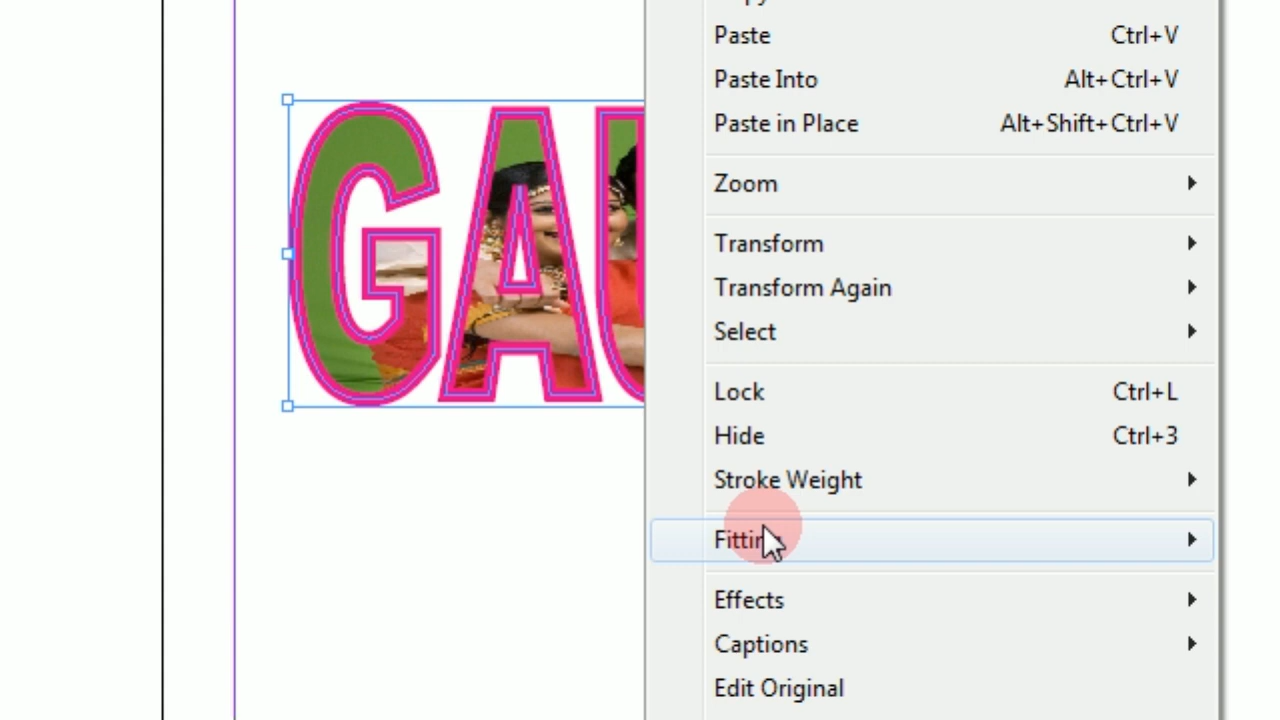 GAU
Paste Ctrl+V
Paste Into Alt+Ctrl+V
Paste in Place Alt+Shift+Ctrl+V
Zoom
Transform
Transform Again
Select
Lock Ctrl+L
Hide Ctrl+3
Stroke Weight
Fitting
Effects
Captions
Edit Original